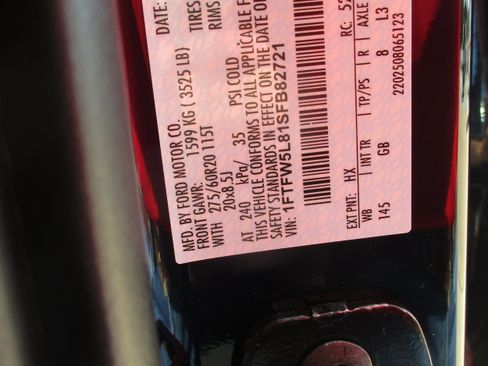 MFD. BY FORD MOTOR CO.
DATE:
FRONT GAWR: 1599 KG ( 3525 LB)
275/60R20 115T TIRES
WITH
20x8.5J RIMS
AT 240 kPa/ 35 PSI COLD
THIS VEHICLE CONFORMS TO ALL APPLICABLE F
SAFETY STANDARDS IN EFFECT ON THE DATE O
VIN: 1FTFW5L81SFB82721
EXT PNT: HX RC: 52
WB INT TR TP/PS R AXLE
145 GB 8 L3
2202508065123